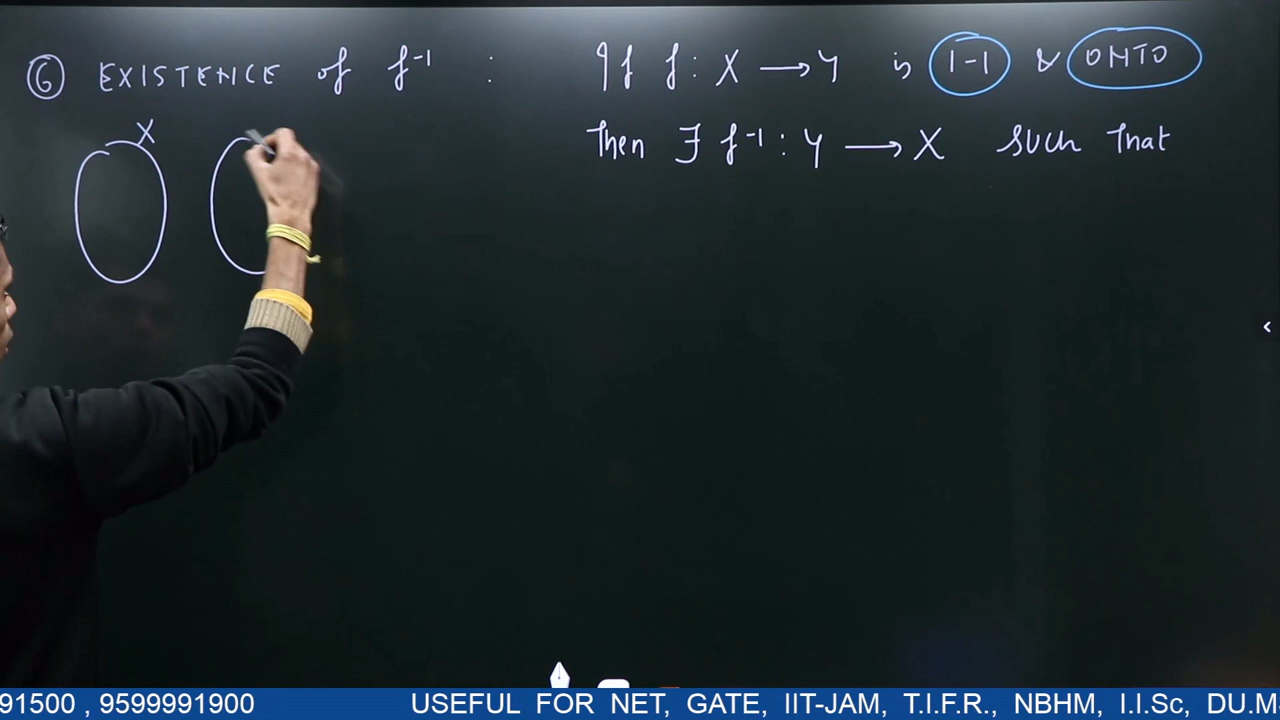 ⑥ EXISTENCE of f⁻¹ : If f : X → Y is 1-1 & ONTO
Then ∃ f⁻¹ : Y → X such that
X
91500 , 9599991900 USEFUL FOR NET, GATE, IIT-JAM, T.I.F.R., NBHM, I.I.Sc, DU.M